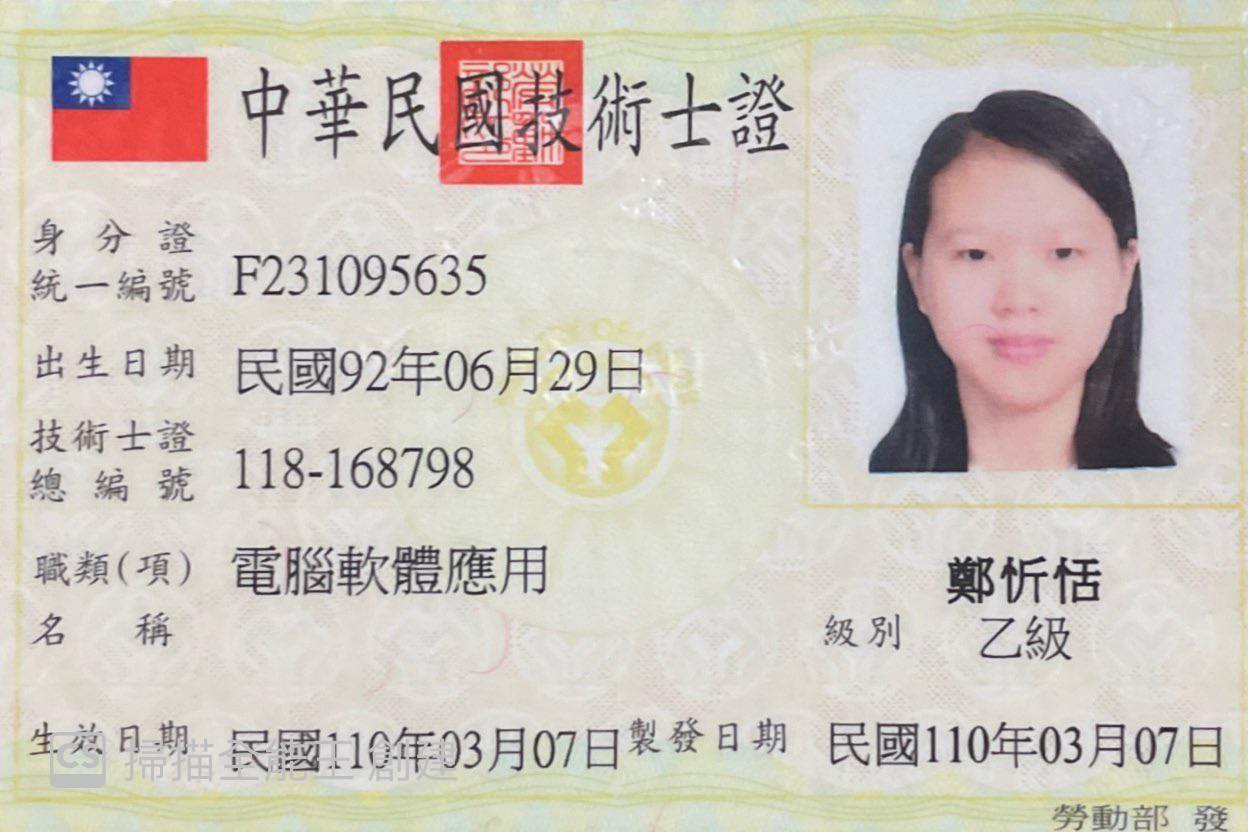 中華民國技術士證
身分證
統一編號 F231095635
出生日期 民國92年06月29日
技術士證
總編號 118-168798
職類(項) 電腦軟體應用
名稱
鄭忻恬
級別 乙級
生效日期 民國110年03月07日 製發日期 民國110年03月07日
CS 掃描全能王 創建
勞動部 發